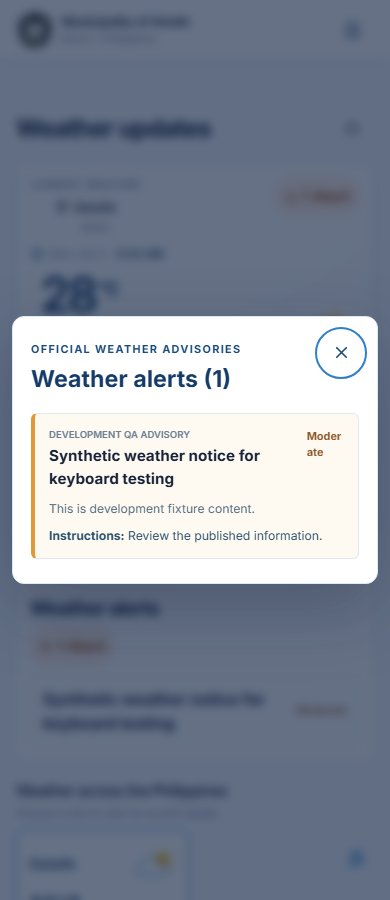 Weather updates
28°C
OFFICIAL WEATHER ADVISORIES
Weather alerts (1)
DEVELOPMENT QA ADVISORY
Moder
ate
Synthetic weather notice for
keyboard testing
This is development fixture content.
Instructions: Review the published information.
Weather alerts
Synthetic weather notice for
keyboard testing
Weather across the Philippines